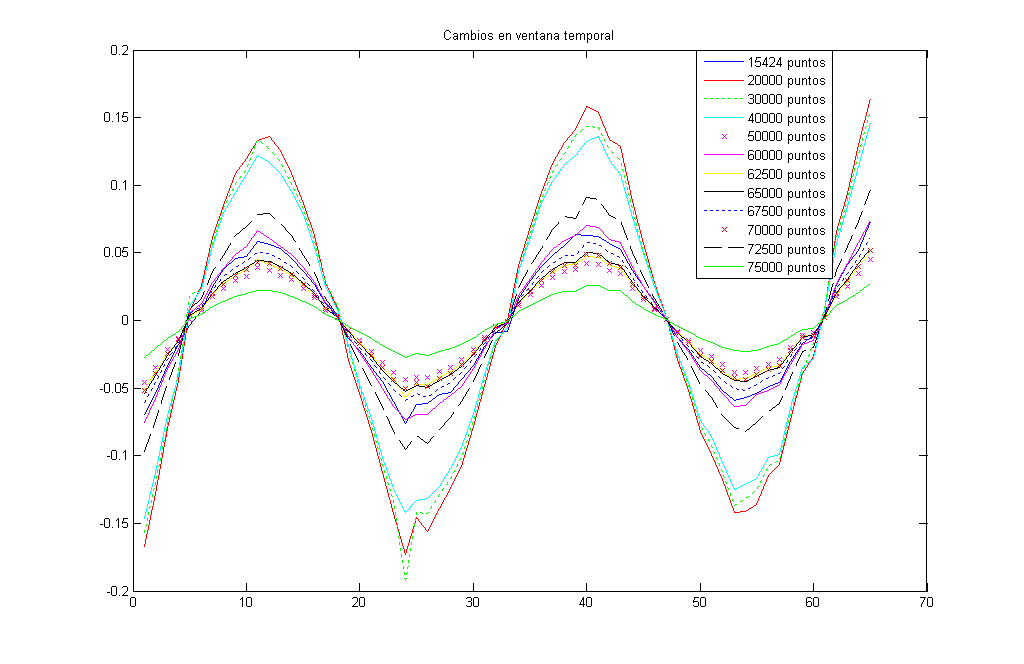 Cambios en ventana temporal
0.2
0.15
0.1
0.05
0
-0.05
-0.1
-0.15
-0.2
0 10 20 30 40 50 60 70
15424 puntos
20000 puntos
30000 puntos
40000 puntos
50000 puntos
60000 puntos
62500 puntos
65000 puntos
67500 puntos
70000 puntos
72500 puntos
75000 puntos